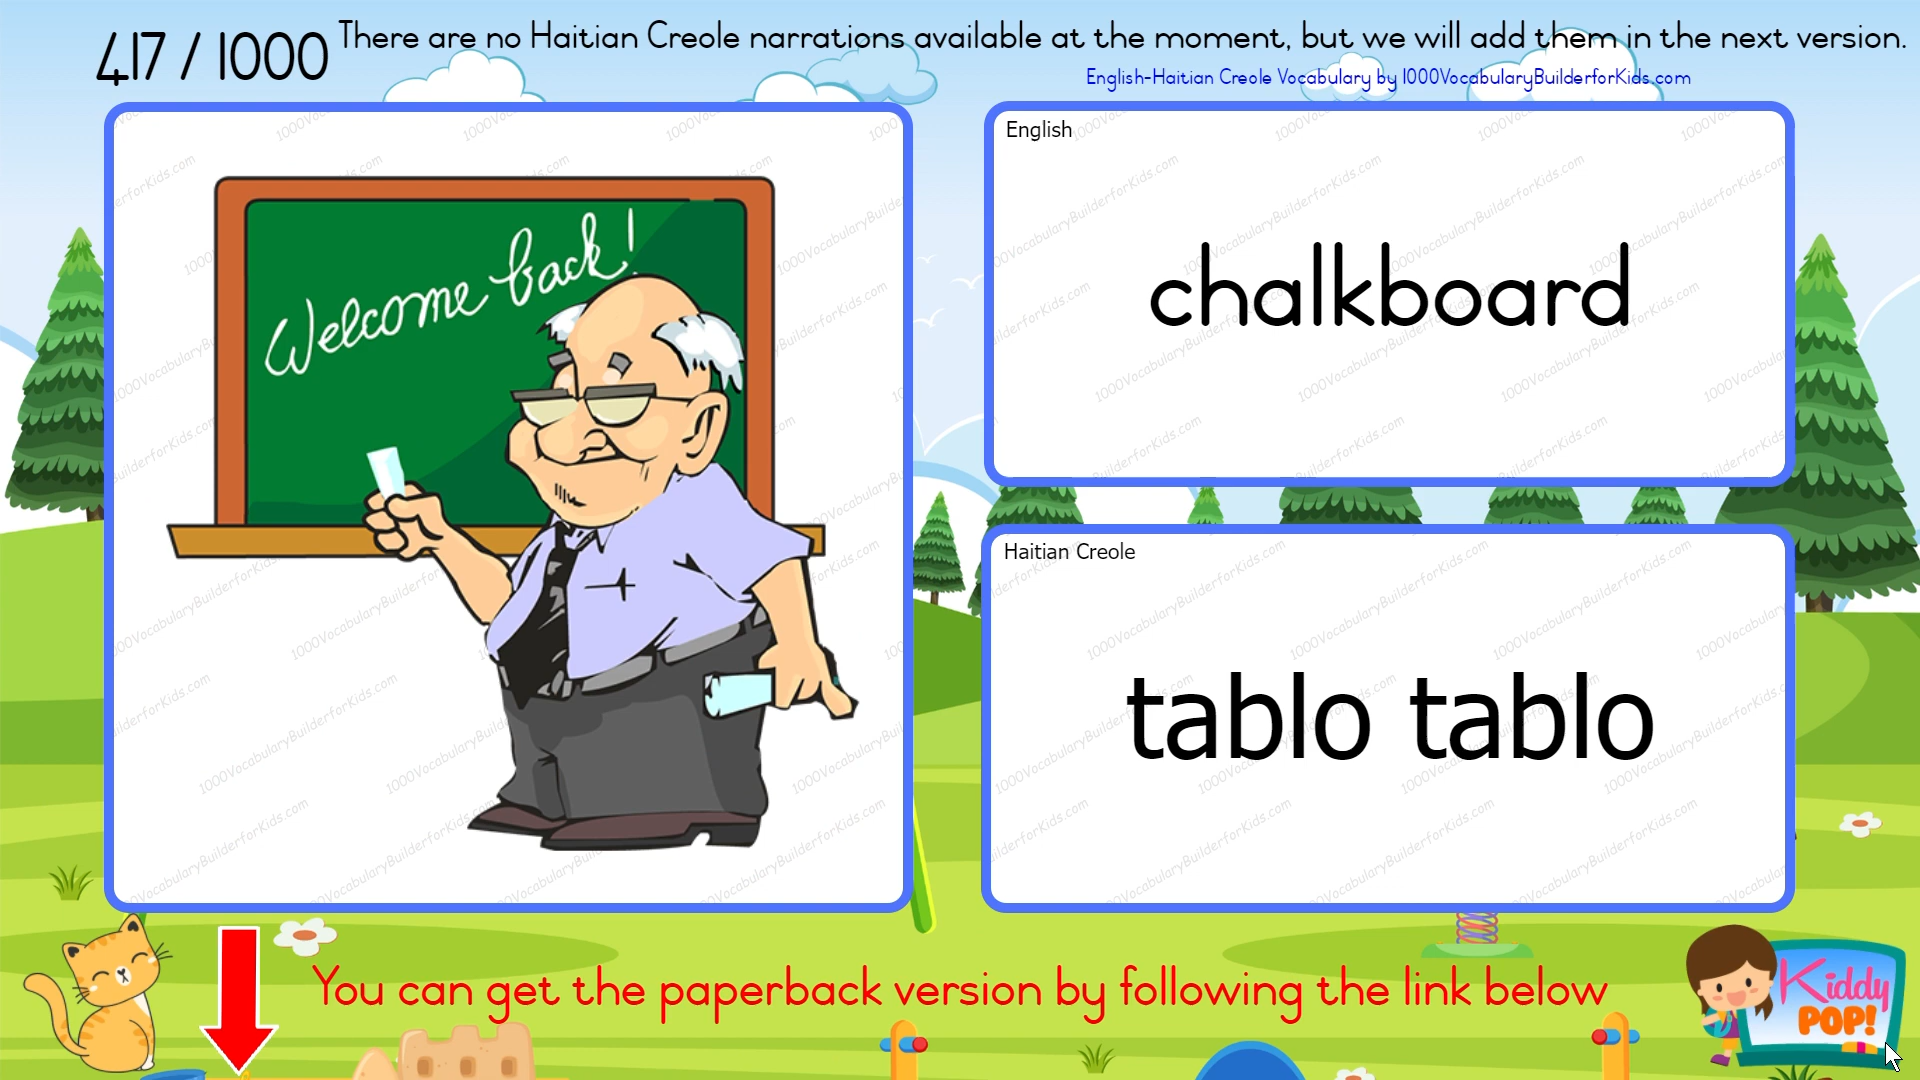 417 / 1000
There are no Haitian Creole narrations available at the moment, but we will add them in the next version.
English-Haitian Creole Vocabulary by 1000VocabularyBuilderforKids.com
Welcome back!
English
chalkboard
Haitian Creole
tablo tablo
You can get the paperback version by following the link below
Kiddy
POP!